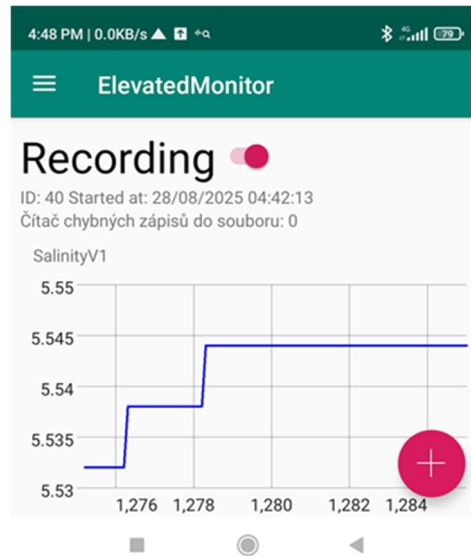 4:48 PM | 0.0KB/s
4G
79
ElevatedMonitor
Recording
ID: 40 Started at: 28/08/2025 04:42:13
Čítač chybných zápisů do souboru: 0
SalinityV1
5.55
5.545
5.54
5.535
5.53
1,276 1,278 1,280 1,282 1,284